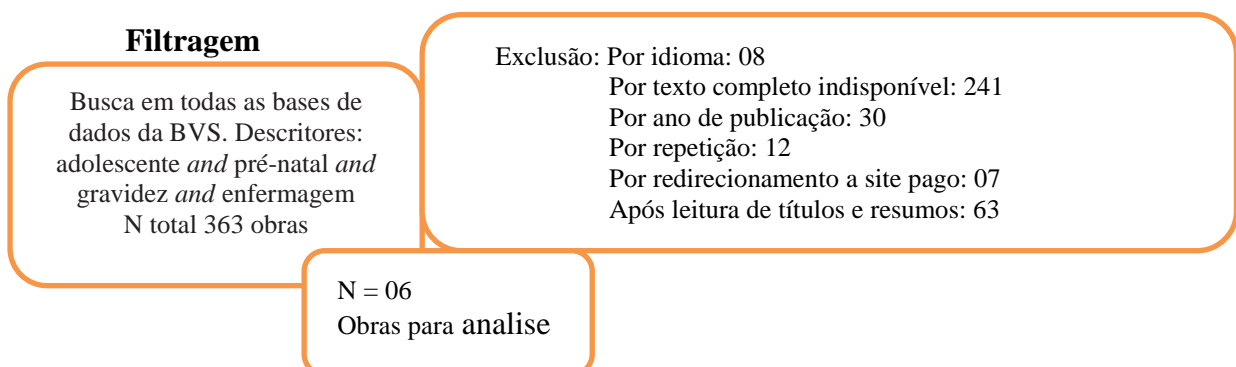 Filtragem
Busca em todas as bases de
dados da BVS. Descritores:
adolescente and pré-natal and
gravidez and enfermagem
N total 363 obras
Exclusão: Por idioma: 08
Por texto completo indisponível: 241
Por ano de publicação: 30
Por repetição: 12
Por redirecionamento a site pago: 07
Após leitura de títulos e resumos: 63
N = 06
Obras para analise